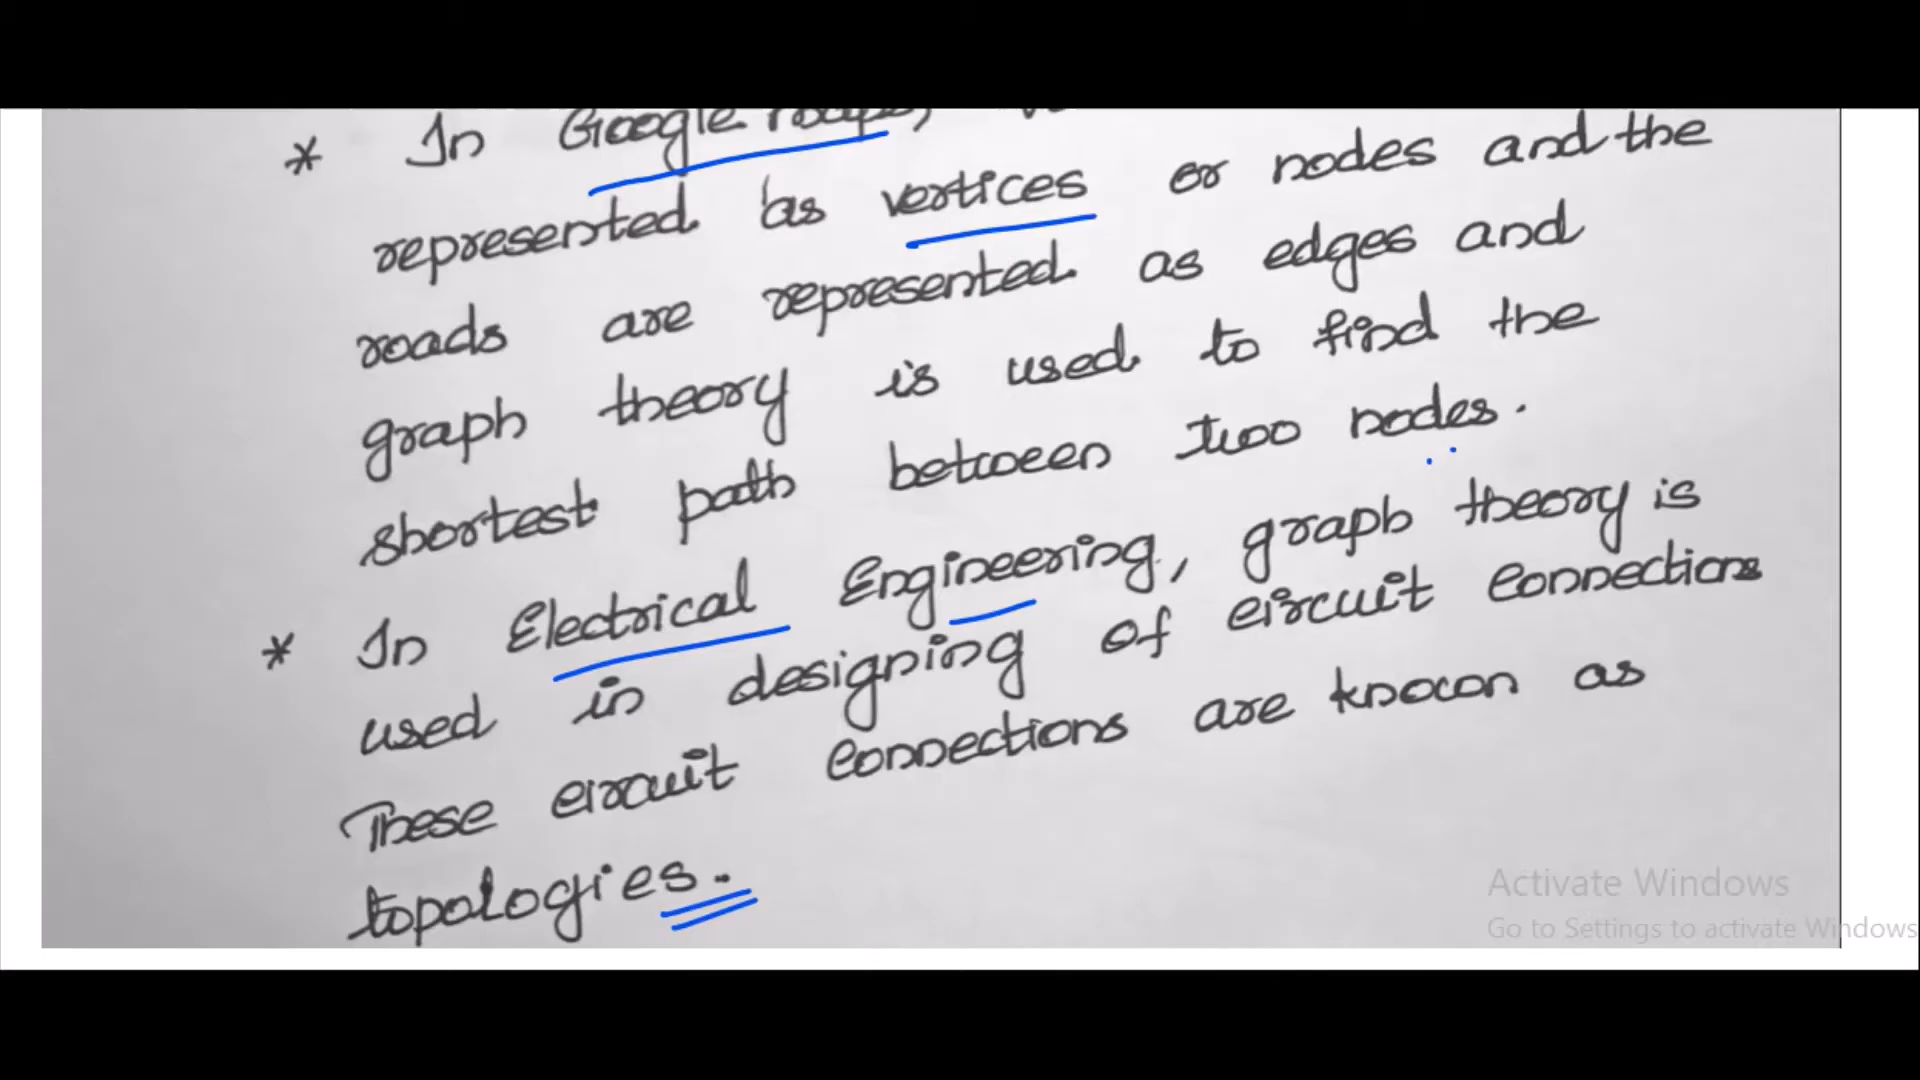 * In Google maps,
represented as vertices or nodes and the
roads are represented as edges and
graph theory is used to find the
shortest path between two nodes.
* In Electrical Engineering, graph theory is
used in designing of circuit connections
These circuit connections are known as
topologies.
Activate Windows
Go to Settings to activate Windows